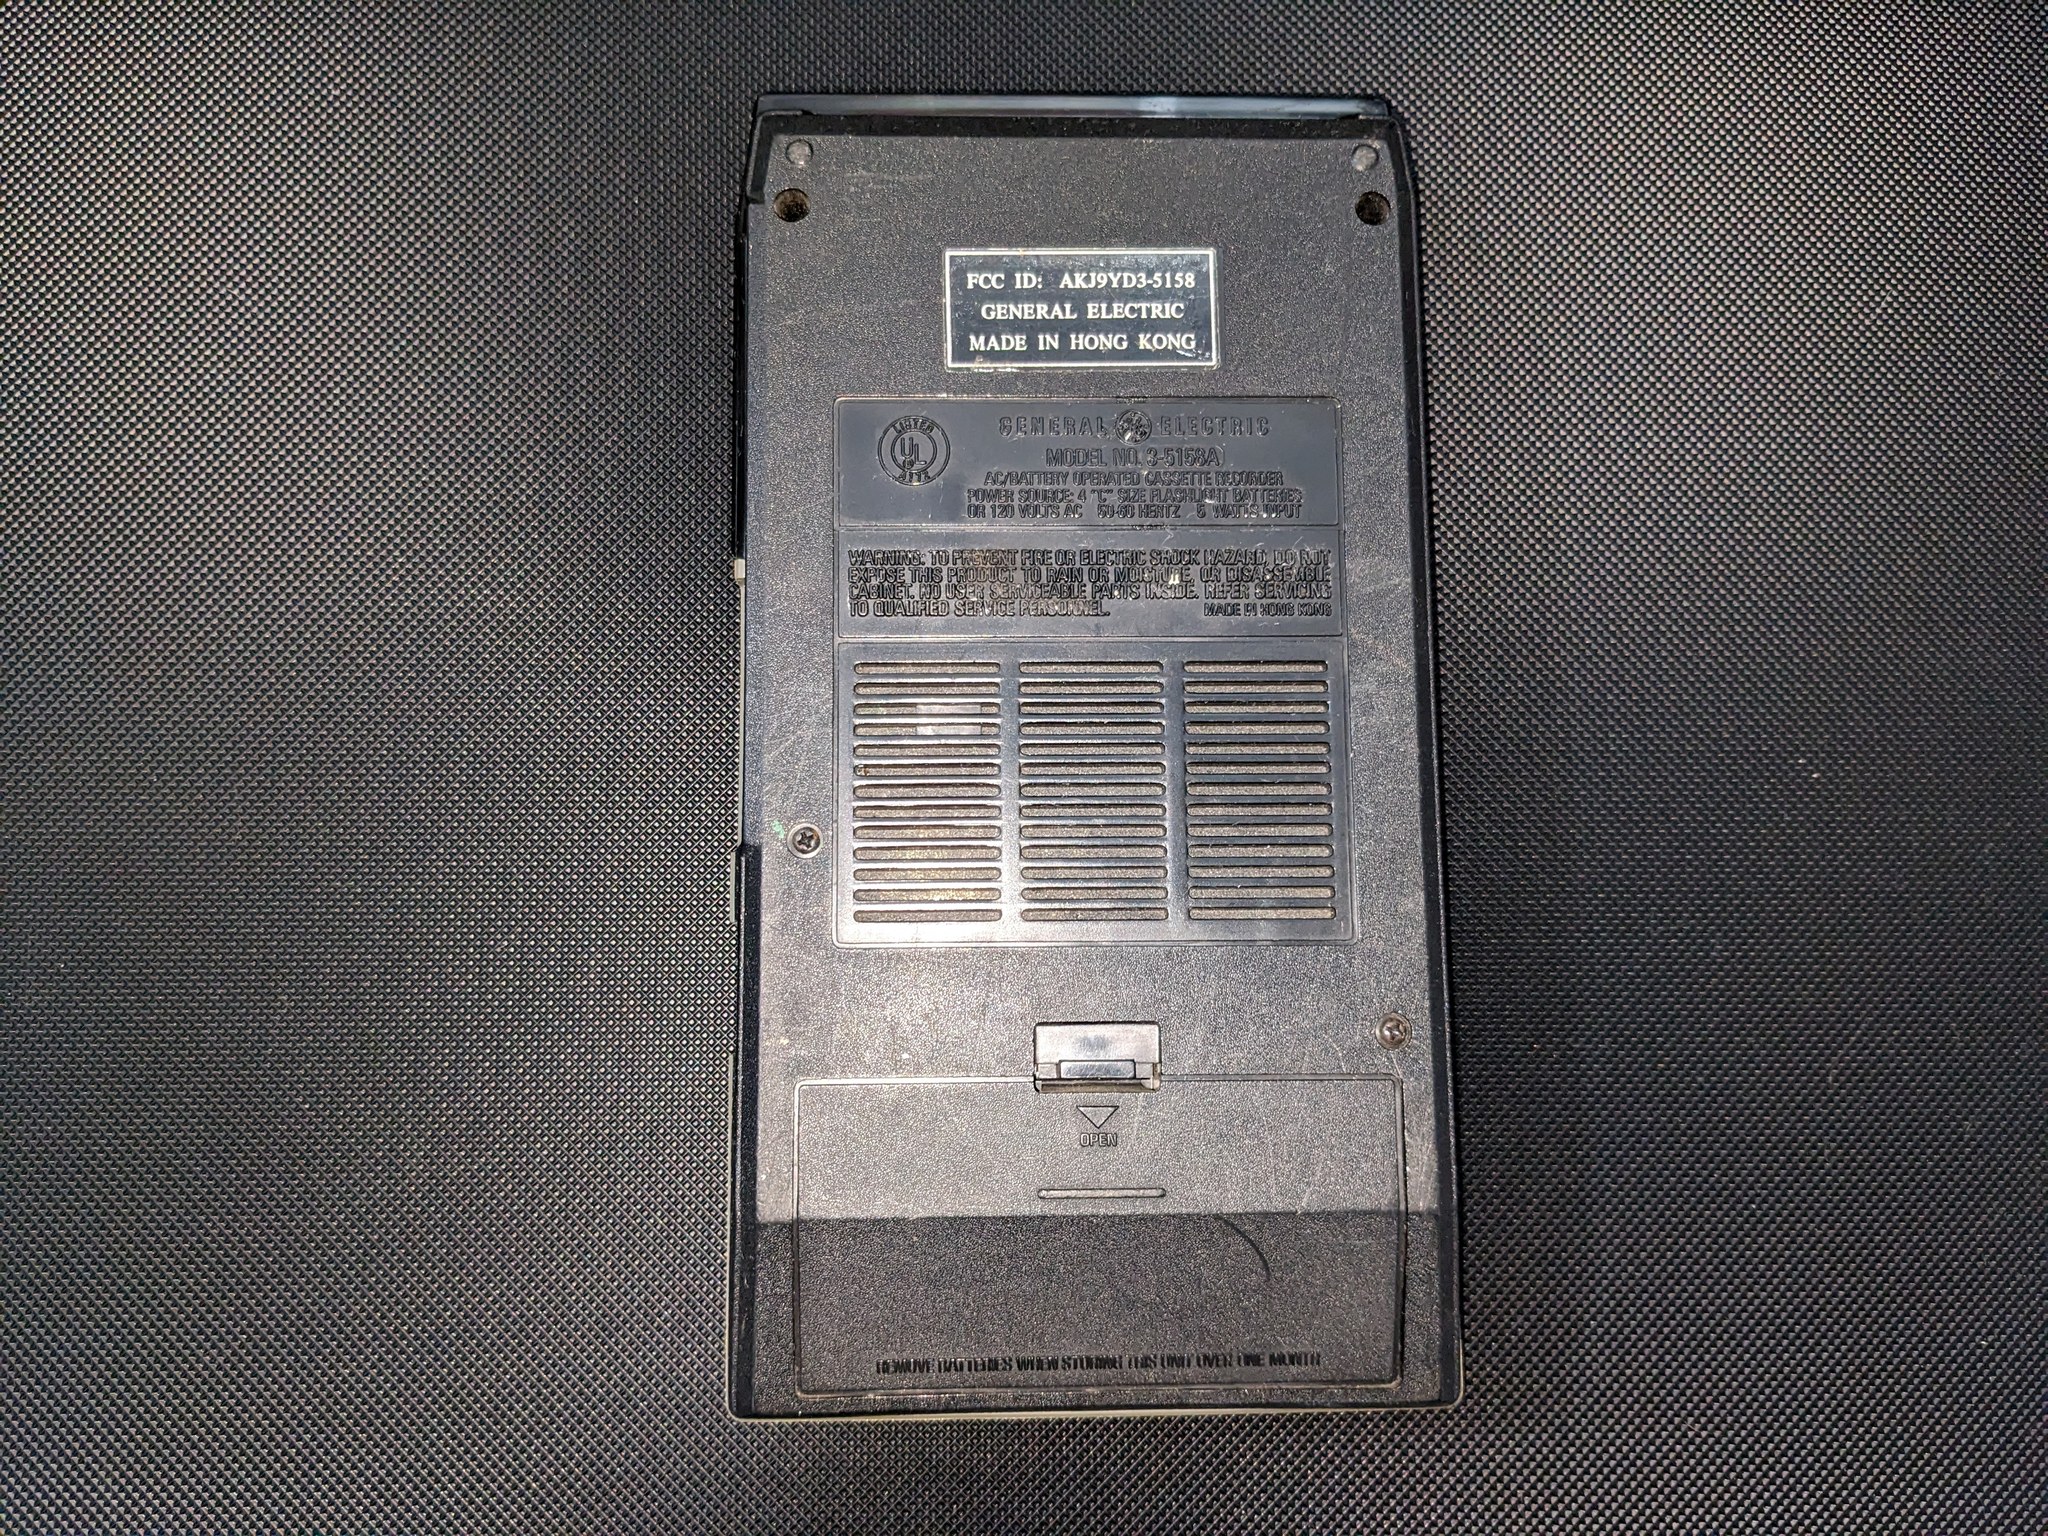 FCC ID: AKJ9YD3-5158
GENERAL ELECTRIC
MADE IN HONG KONG
LISTED
UL
GENERAL GE ELECTRIC
MODEL NO. 3-5158A
AC/BATTERY OPERATED CASSETTE RECORDER
POWER SOURCE: 4 "C" SIZE FLASHLIGHT BATTERIES
OR 120 VOLTS AC 50-60 HERTZ 5 WATTS INPUT
WARNING: TO PREVENT FIRE OR ELECTRIC SHOCK HAZARD, DO NOT
EXPOSE THIS PRODUCT TO RAIN OR MOISTURE, OR DISASSEMBLE
CABINET. NO USER SERVICEABLE PARTS INSIDE. REFER SERVICING
TO QUALIFIED SERVICE PERSONNEL. MADE IN HONG KONG
OPEN
REMOVE BATTERIES WHEN STORING THIS UNIT OVER ONE MONTH